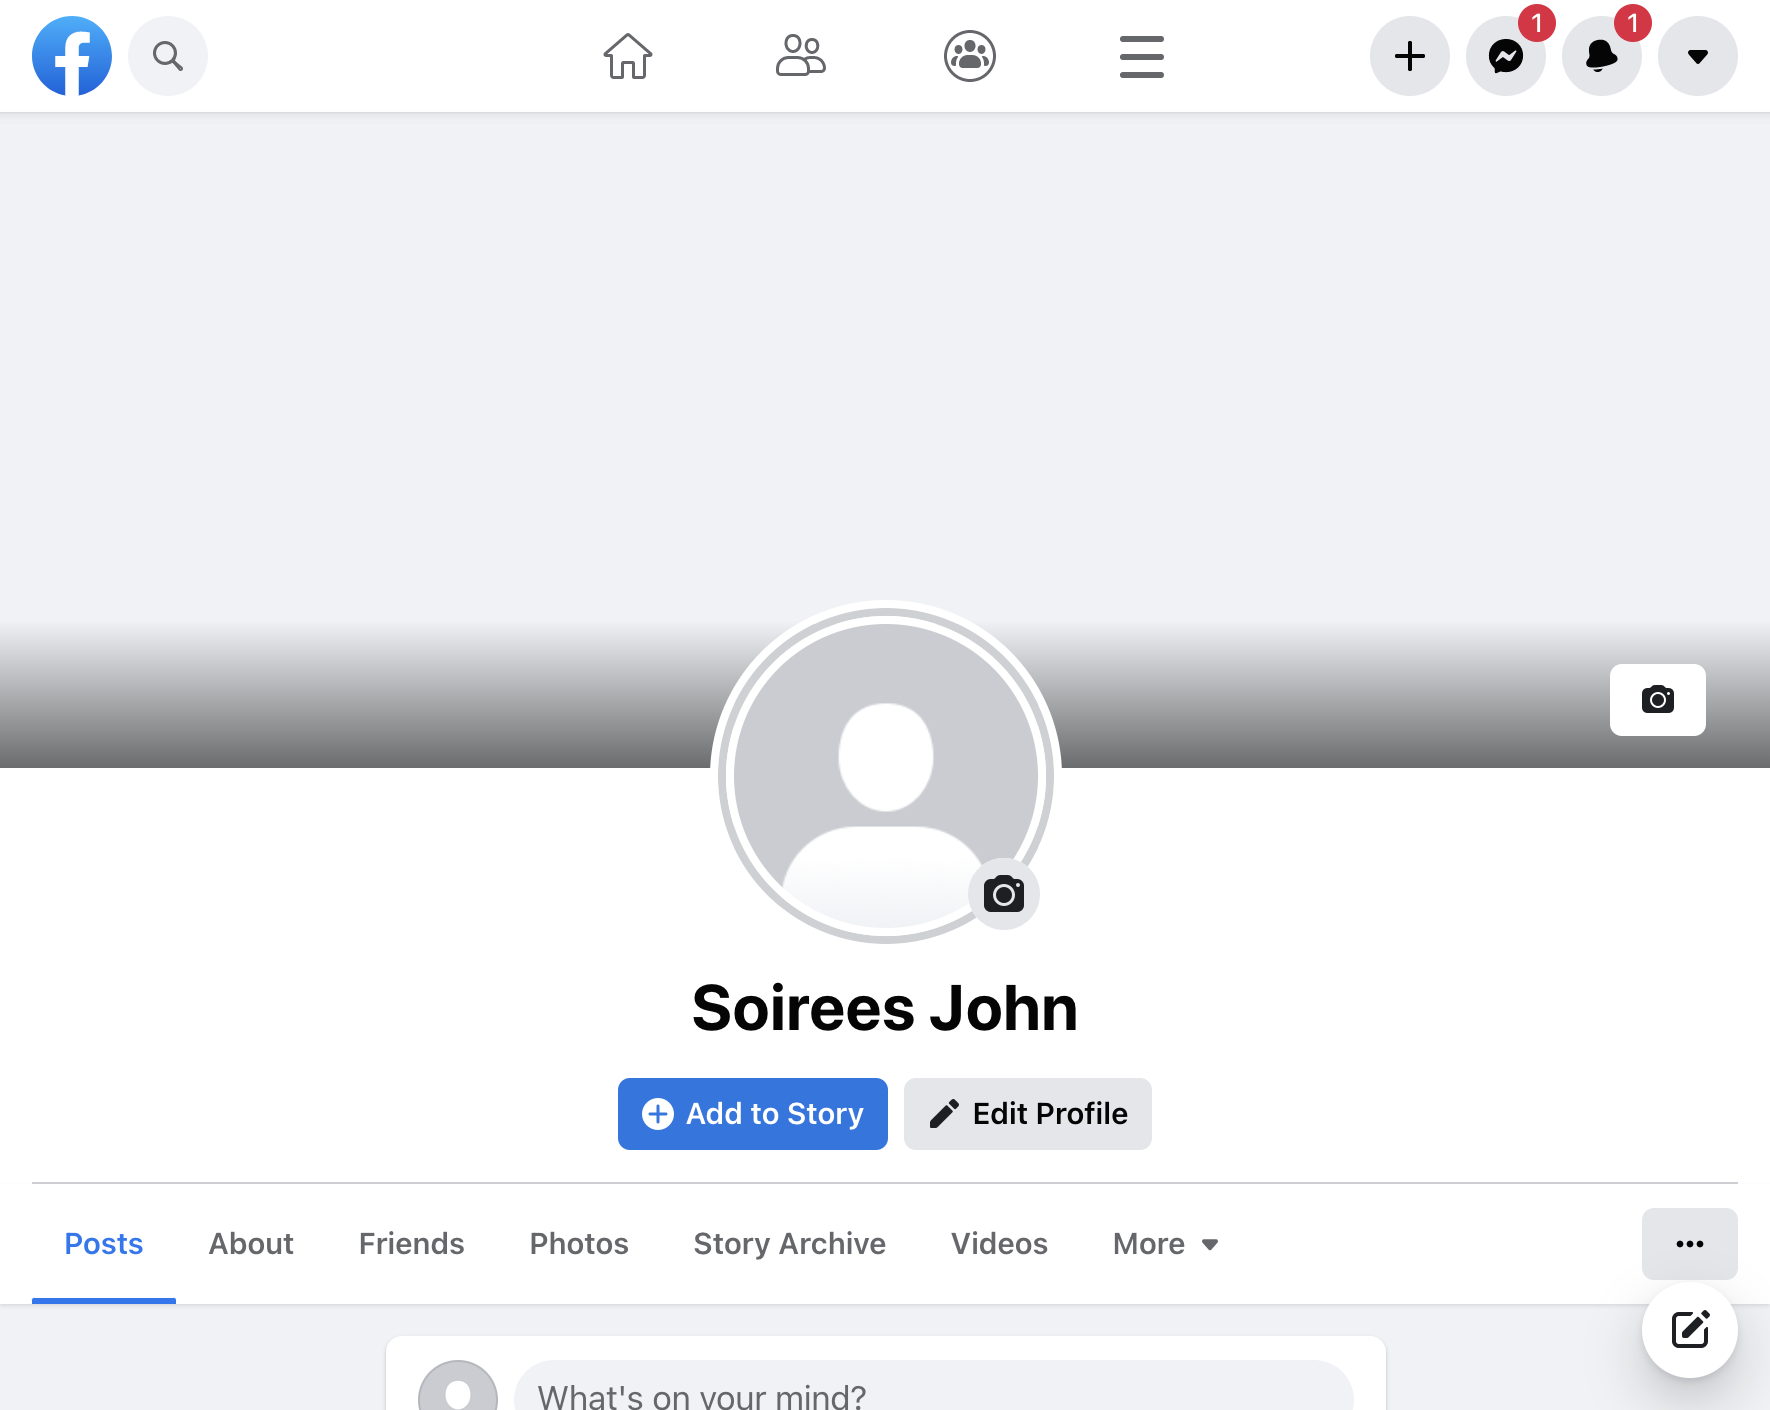 1
1
Soirees John
Add to Story
Edit Profile
Posts
About
Friends
Photos
Story Archive
Videos
More
What's on your mind?